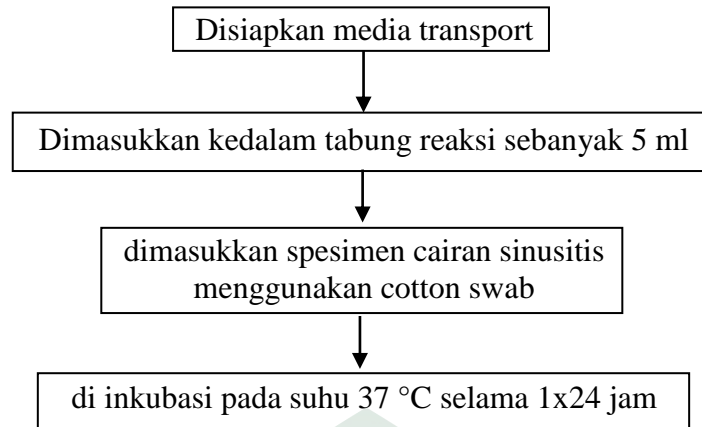 Disiapkan media transport
Dimasukkan kedalam tabung reaksi sebanyak 5 ml
dimasukkan spesimen cairan sinusitis
menggunakan cotton swab
di inkubasi pada suhu 37 °C selama 1x24 jam